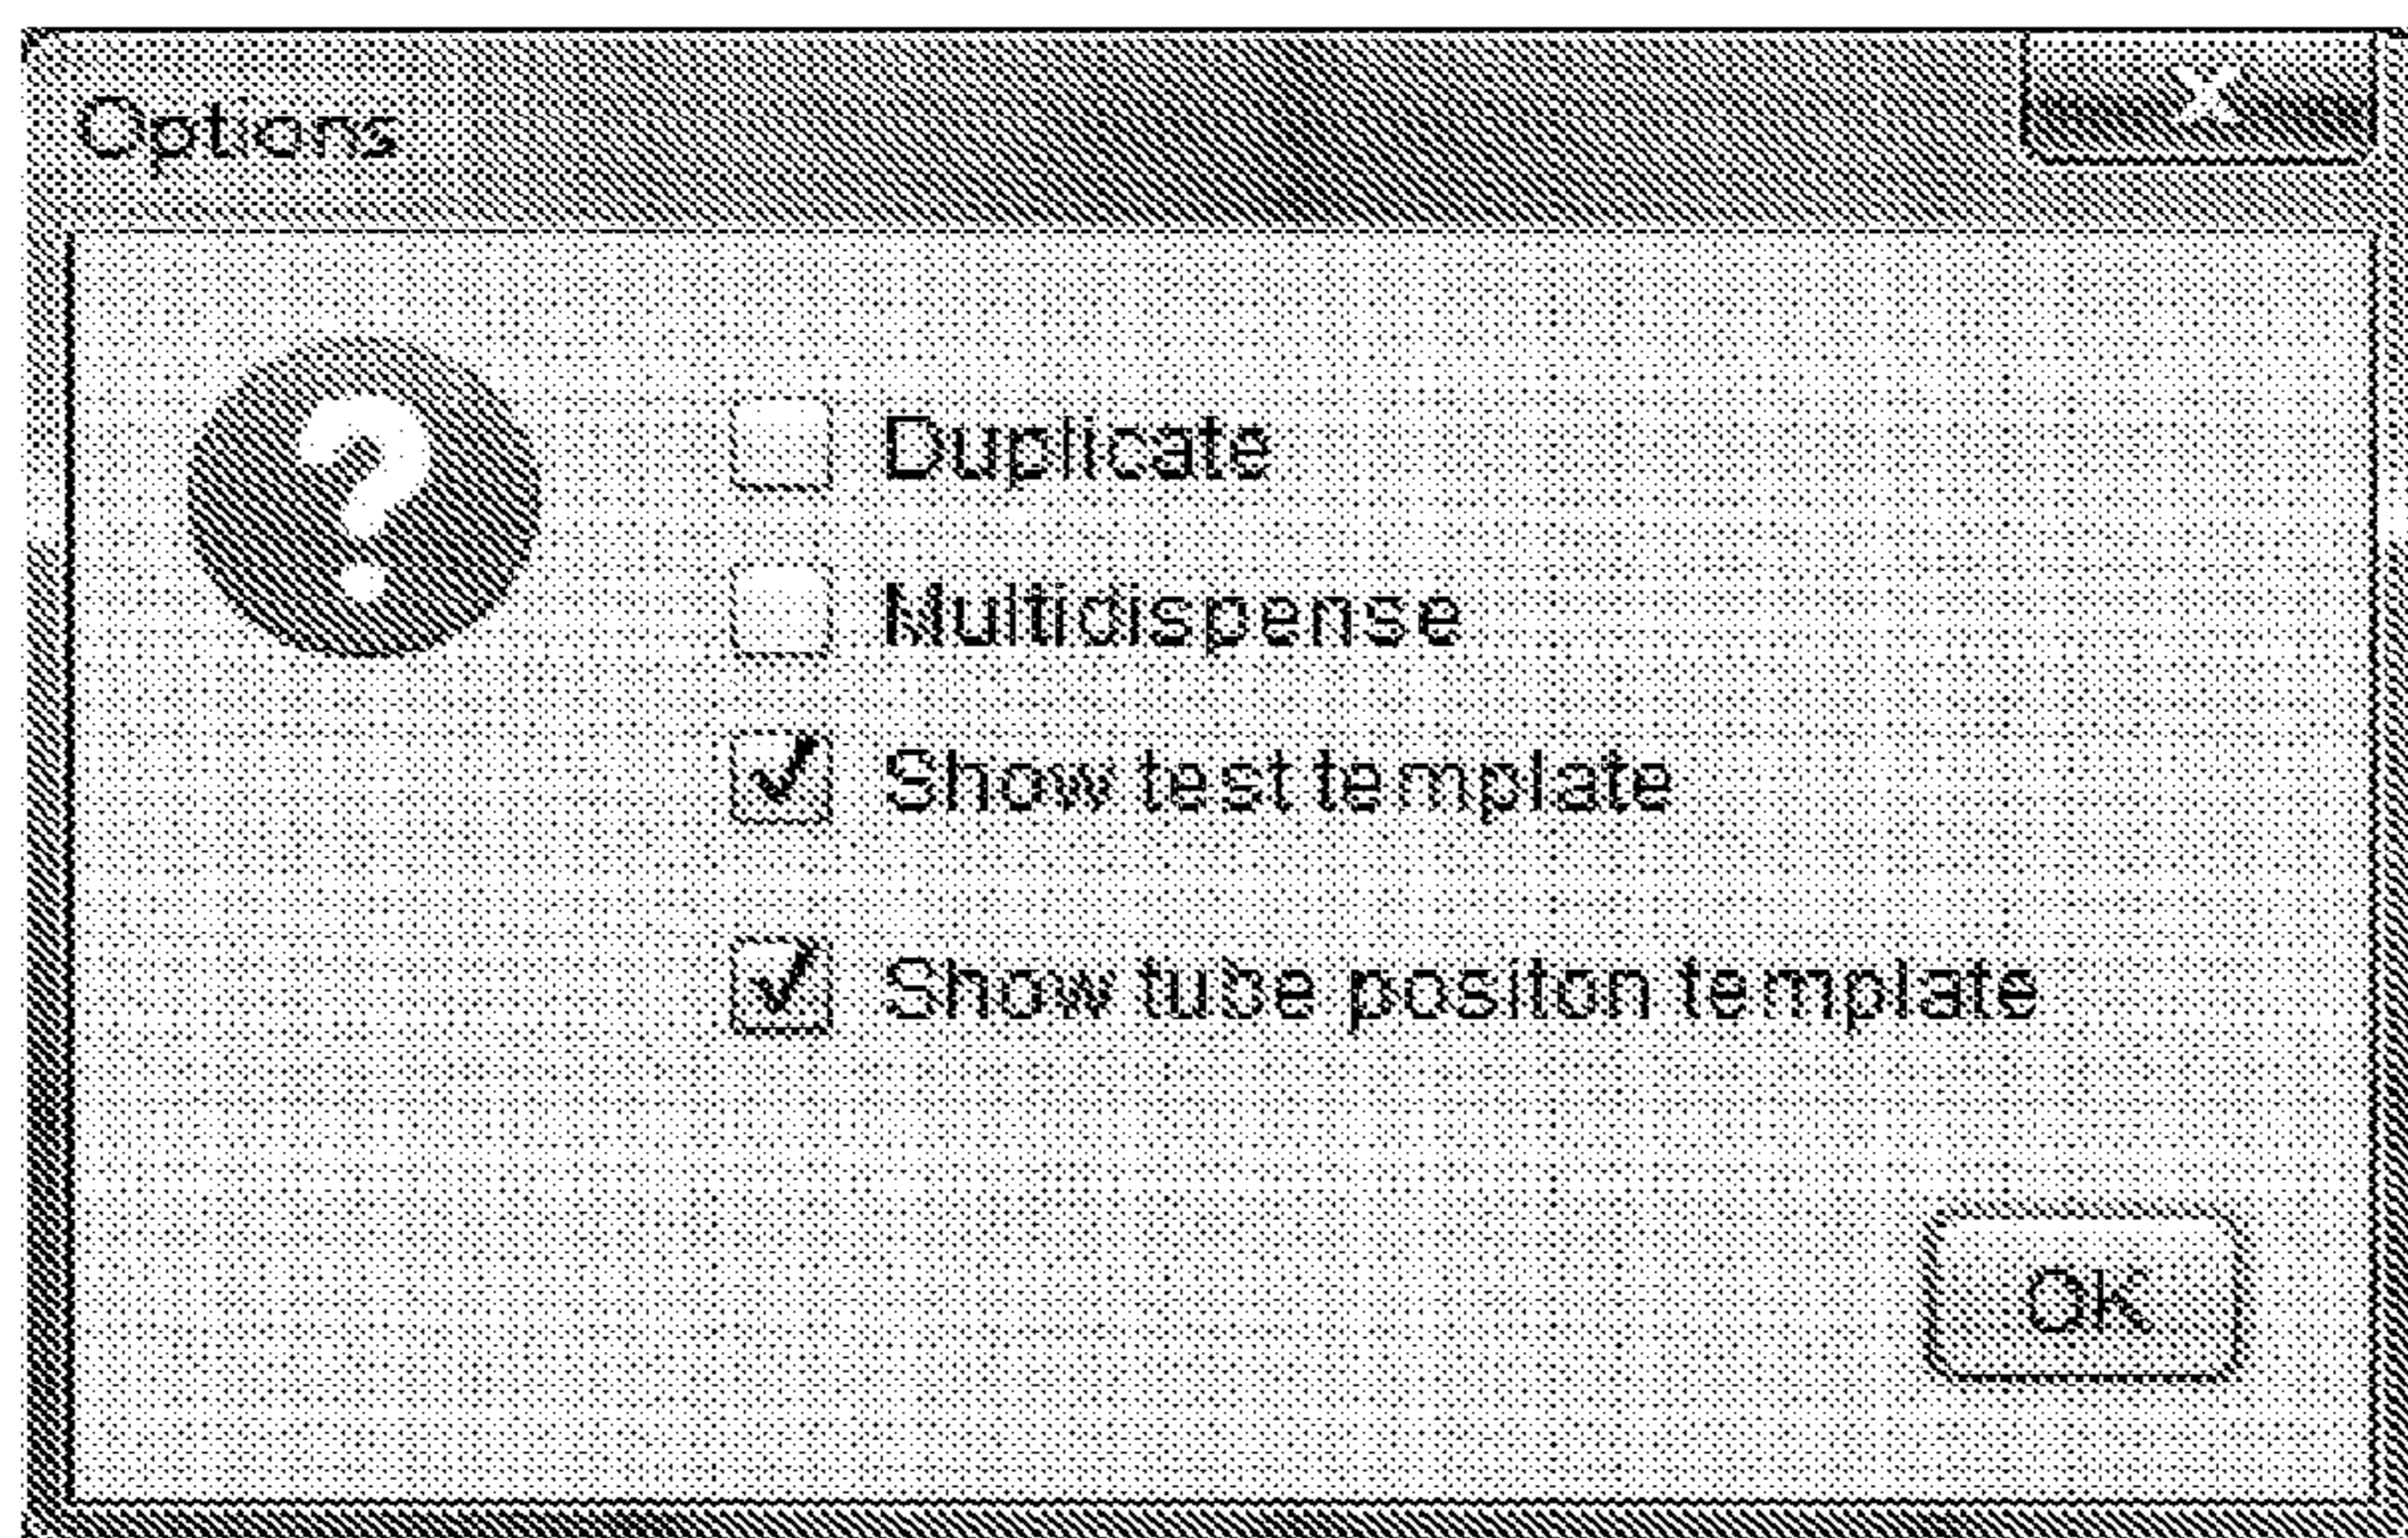 Options
Duplicate
Multidispense
Show test template
Show tube positon template
OK